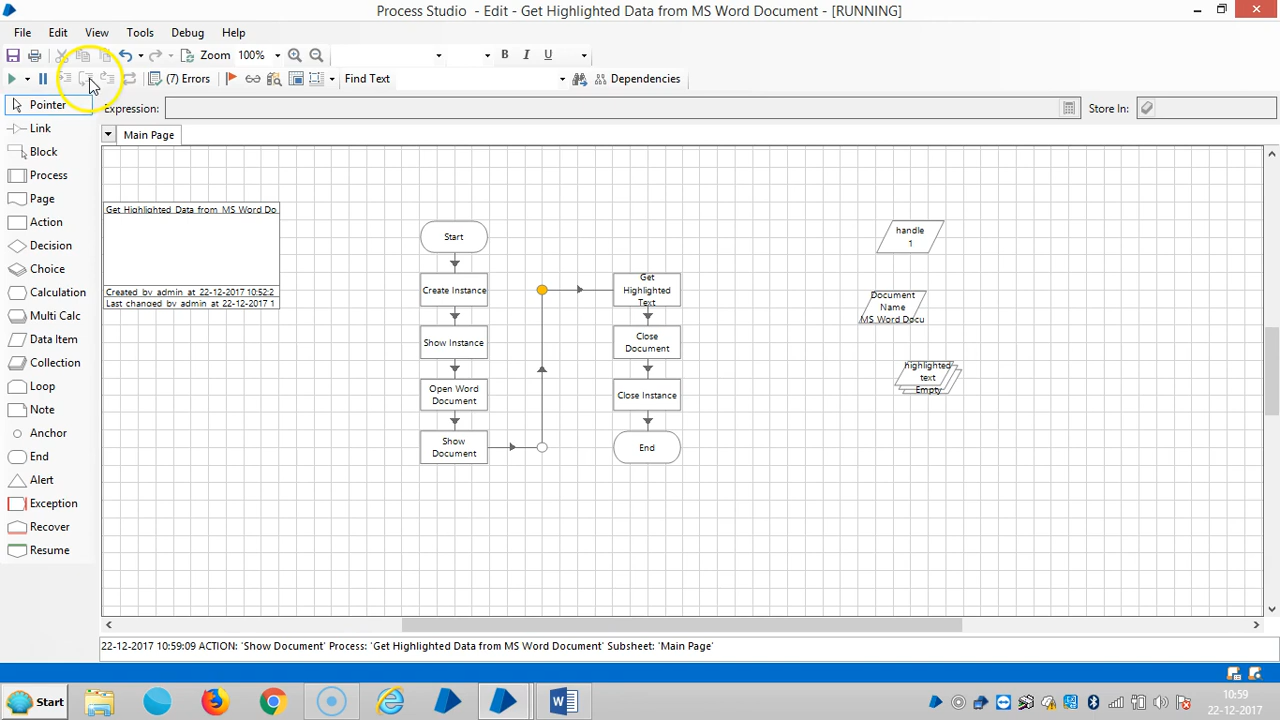 Process Studio - Edit - Get Highlighted Data from MS Word Document - [RUNNING]
File Edit View Tools Debug Help
Zoom 100% B I U
(7) Errors Find Text Dependencies
Pointer Expression: Store In:
Link
Main Page
Block
Process
Page
Action
Decision
Choice
Calculation
Multi Calc
Data Item
Collection
Loop
Note
Anchor
End
Alert
Exception
Recover
Resume
Get Highlighted Data from MS Word Do
Created by admin at 22-12-2017 10:52:2
Last changed by admin at 22-12-2017 1
Start
Create Instance
Show Instance
Open Word
Document
Show
Document
Get
Highlighted
Text
Close
Document
Close Instance
End
handle
1
Document
Name
MS Word Docu
highlighted
text
Empty
22-12-2017 10:59:09 ACTION: 'Show Document' Process: 'Get Highlighted Data from MS Word Document' Subsheet: 'Main Page'
Start
10:59
22-12-2017